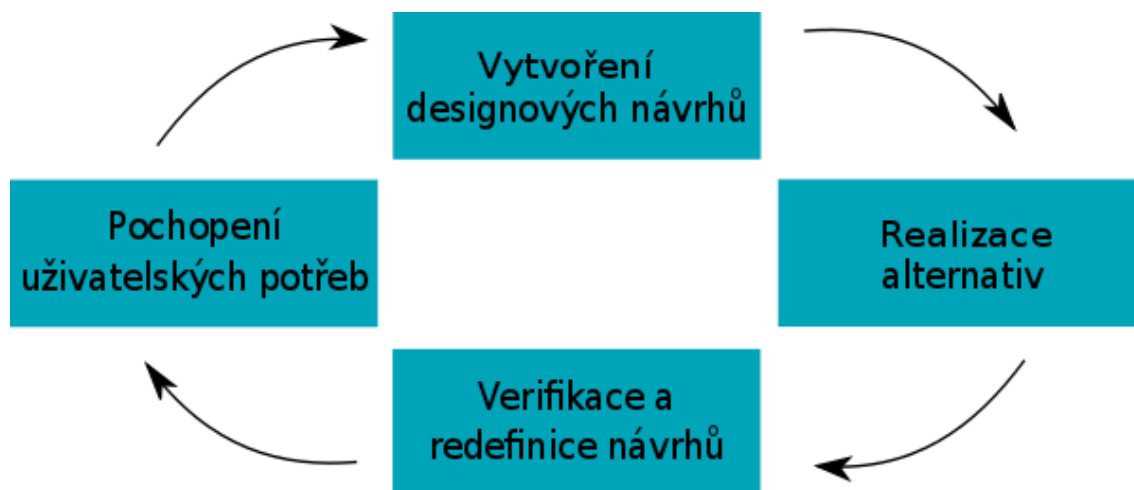 Vytvoření
designových návrhů
Pochopení
uživatelských potřeb
Realizace
alternativ
Verifikace a
redefinice návrhů